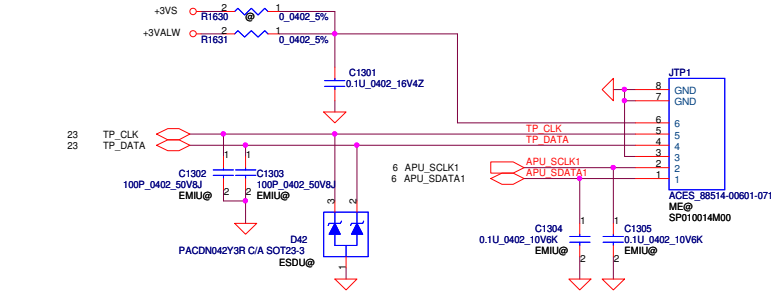 +3VS 2 1
R1630 @ 0_0402_5%
+3VALW 2 1
R1631 0_0402_5%
C1301
0.1U_0402_16V4Z
JTP1
8 GND
7 GND
6 6
5 5
4 4
3 3
2 2
1 1
ACES_88514-00601-071
ME@
SP010014M00
23 TP_CLK
23 TP_DATA
TP_CLK
TP_DATA
6 APU_SCLK1
6 APU_SDATA1
APU_SCLK1
APU_SDATA1
1 1
C1302 C1303
100P_0402_50V8J 100P_0402_50V8J
2 2
EMIU@ EMIU@
3 2
D42
PACDN042Y3R C/A SOT23-3
ESDU@
1
1 1
C1304 C1305
0.1U_0402_10V6K 0.1U_0402_10V6K
EMIU@ EMIU@
2 2